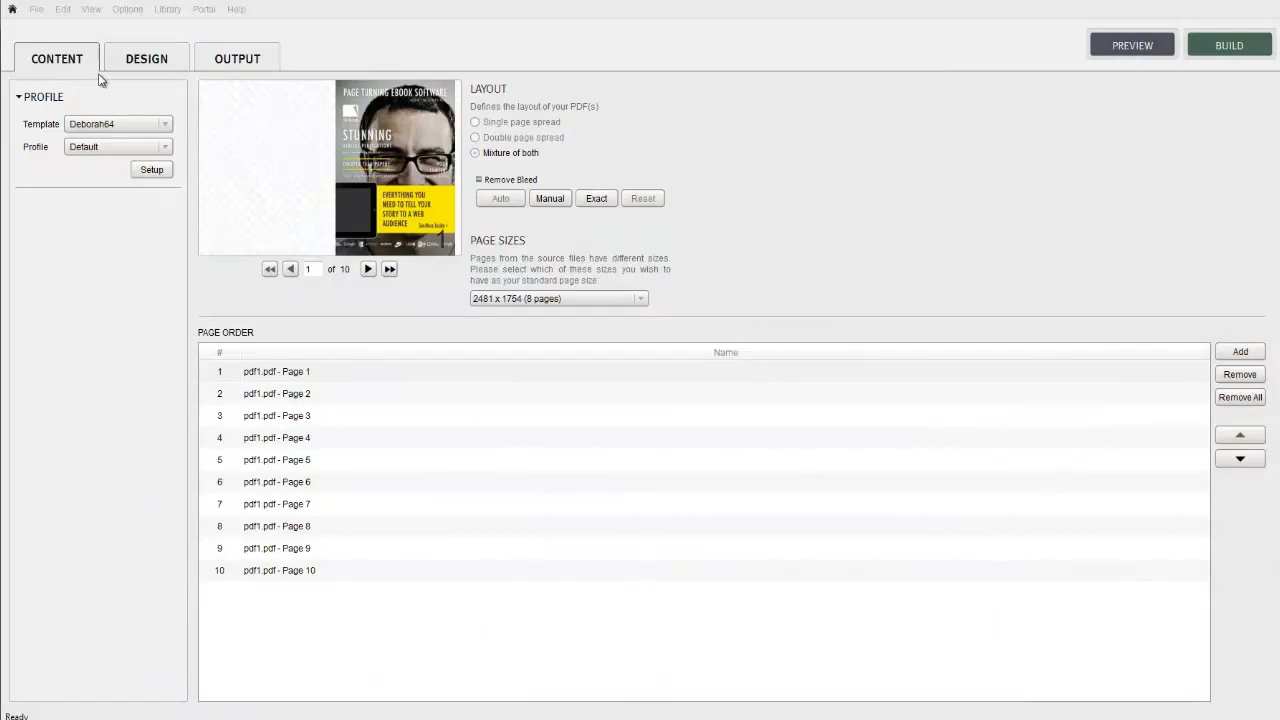 File Edit View Options Library Portal Help
CONTENT DESIGN OUTPUT
PREVIEW BUILD
PROFILE
Template Deborah64
Profile Default
Setup
PAGE TURNING EBOOK SOFTWARE
STUNNING
EVERYTHING YOU
NEED TO TELL YOUR
STORY TO A WEB
AUDIENCE
1
1 of 10
LAYOUT
Defines the layout of your PDF(s)
Single page spread
Double page spread
Mixture of both
Remove Bleed
Auto Manual Exact Reset
PAGE SIZES
Pages from the source files have different sizes.
Please select which of these sizes you wish to
have as your standard page size.
2481 x 1754 (8 pages)
PAGE ORDER
# Name
1 pdf1.pdf - Page 1
2 pdf1.pdf - Page 2
3 pdf1.pdf - Page 3
4 pdf1.pdf - Page 4
5 pdf1.pdf - Page 5
6 pdf1.pdf - Page 6
7 pdf1.pdf - Page 7
8 pdf1.pdf - Page 8
9 pdf1.pdf - Page 9
10 pdf1.pdf - Page 10
Add
Remove
Remove All
Ready